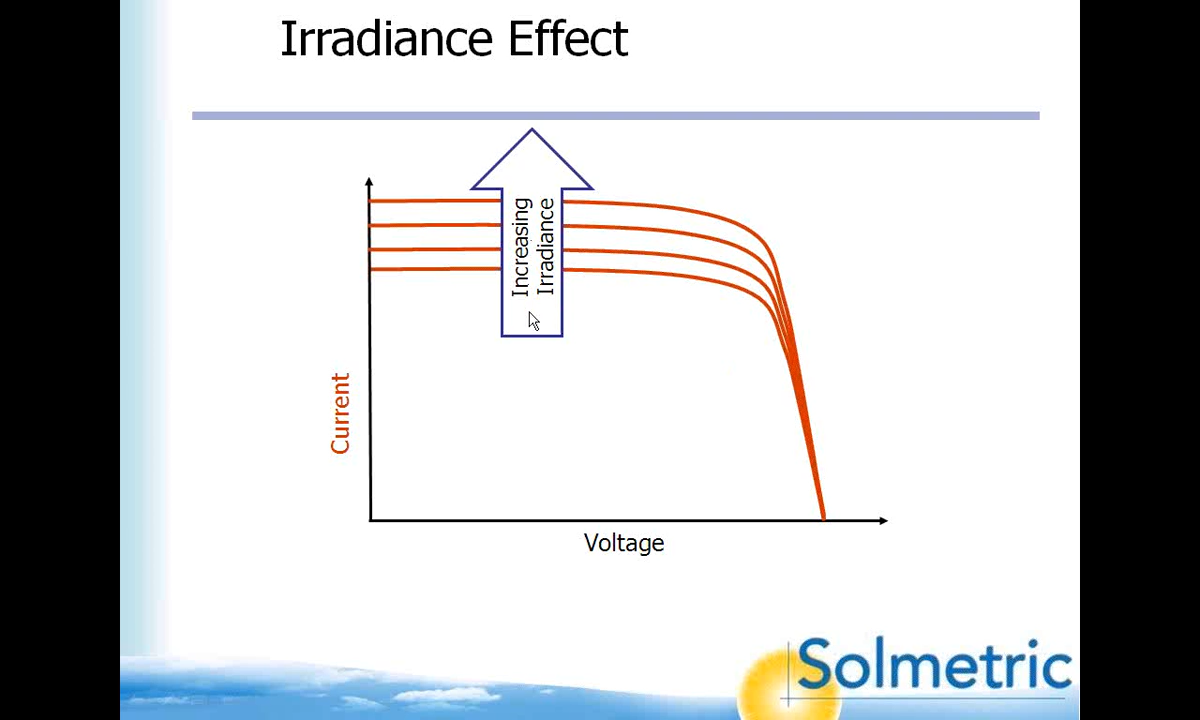 Irradiance Effect
Increasing
Irradiance
Current
Voltage
Solmetric